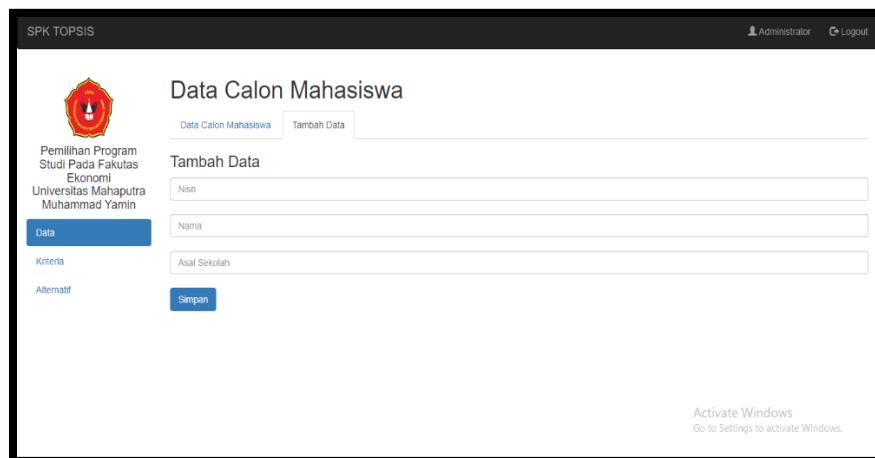 SPK TOPSIS
Administrator
Logout
Pemilihan Program
Studi Pada Fakutas
Ekonomi
Universitas Mahaputra
Muhammad Yamin
Data
Kriteria
Alternatif
Data Calon Mahasiswa
Data Calon Mahasiswa
Tambah Data
Tambah Data
Nisn
Nama
Asal Sekolah
Simpan
Activate Windows
Go to Settings to activate Windows.